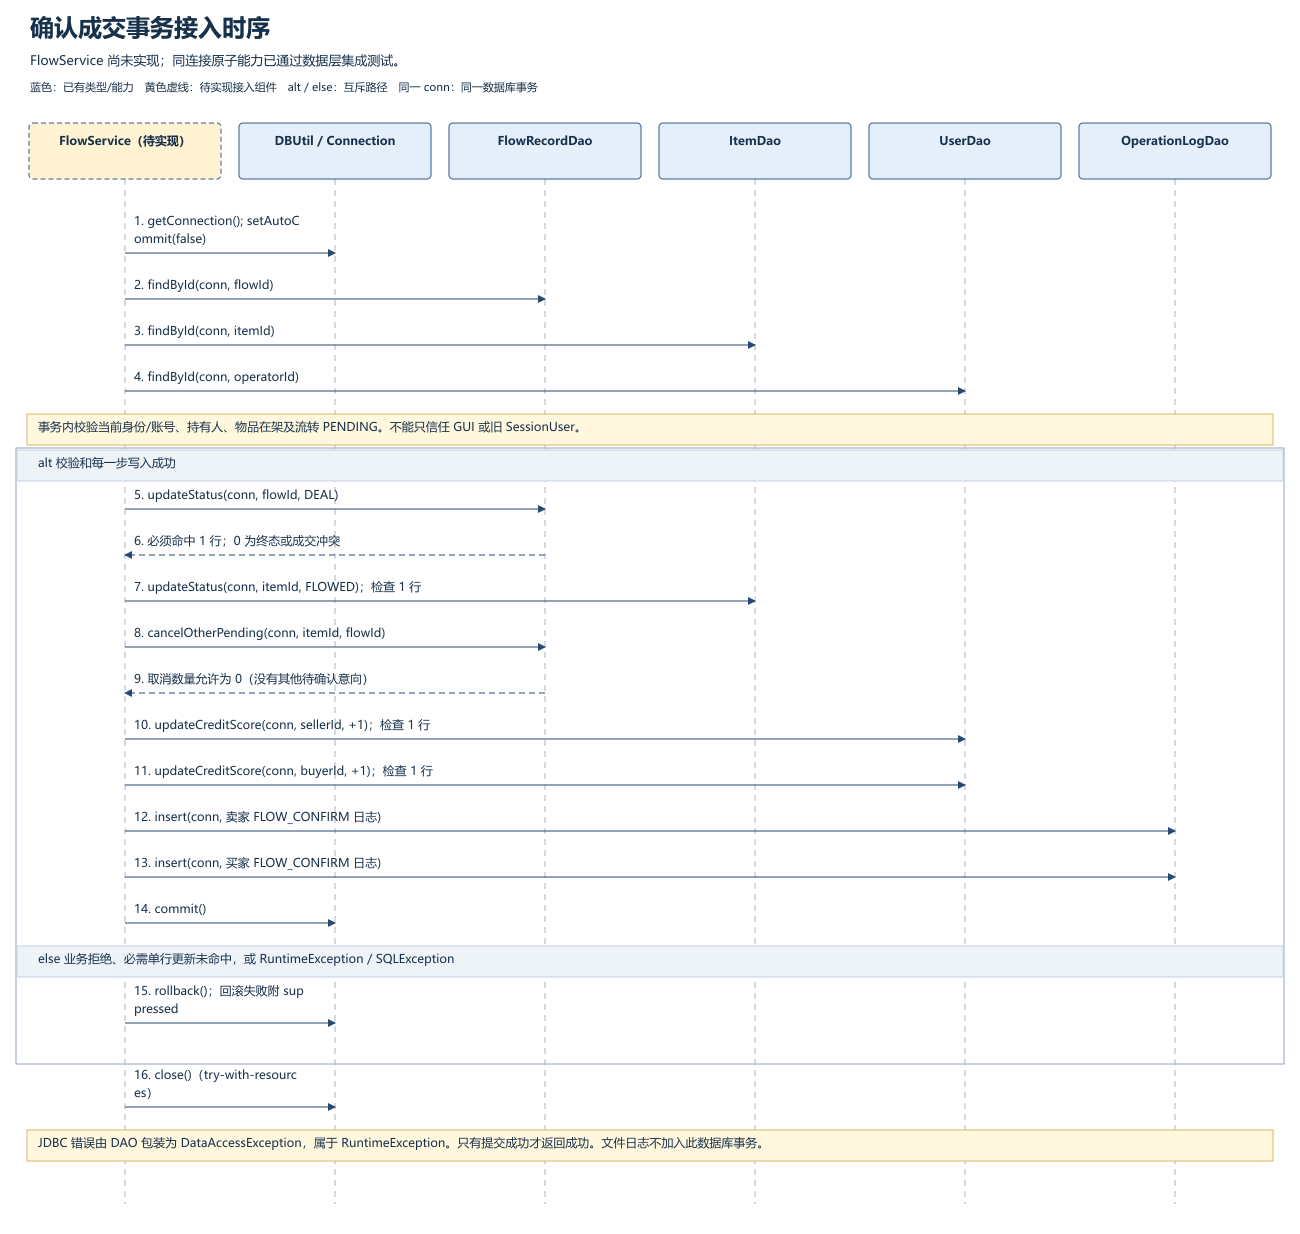 确认成交事务接入时序
FlowService 尚未实现；同连接原子能力已通过数据层集成测试。
蓝色：已有类型/能力　黄色虚线：待实现接入组件　alt / else：互斥路径　同一 conn：同一数据库事务
FlowService（待实现）
DBUtil / Connection
FlowRecordDao
ItemDao
UserDao
OperationLogDao
1. getConnection(); setAutoC
ommit(false)
2. findById(conn, flowId)
3. findById(conn, itemId)
4. findById(conn, operatorId)
事务内校验当前身份/账号、持有人、物品在架及流转 PENDING。不能只信任 GUI 或旧 SessionUser。
alt 校验和每一步写入成功
5. updateStatus(conn, flowId, DEAL)
6. 必须命中 1 行；0 为终态或成交冲突
7. updateStatus(conn, itemId, FLOWED)；检查 1 行
8. cancelOtherPending(conn, itemId, flowId)
9. 取消数量允许为 0（没有其他待确认意向）
10. updateCreditScore(conn, sellerId, +1)；检查 1 行
11. updateCreditScore(conn, buyerId, +1)；检查 1 行
12. insert(conn, 卖家 FLOW_CONFIRM 日志)
13. insert(conn, 买家 FLOW_CONFIRM 日志)
14. commit()
else 业务拒绝、必需单行更新未命中，或 RuntimeException / SQLException
15. rollback()；回滚失败附 sup
pressed
16. close()（try-with-resourc
es）
JDBC 错误由 DAO 包装为 DataAccessException，属于 RuntimeException。只有提交成功才返回成功。文件日志不加入此数据库事务。